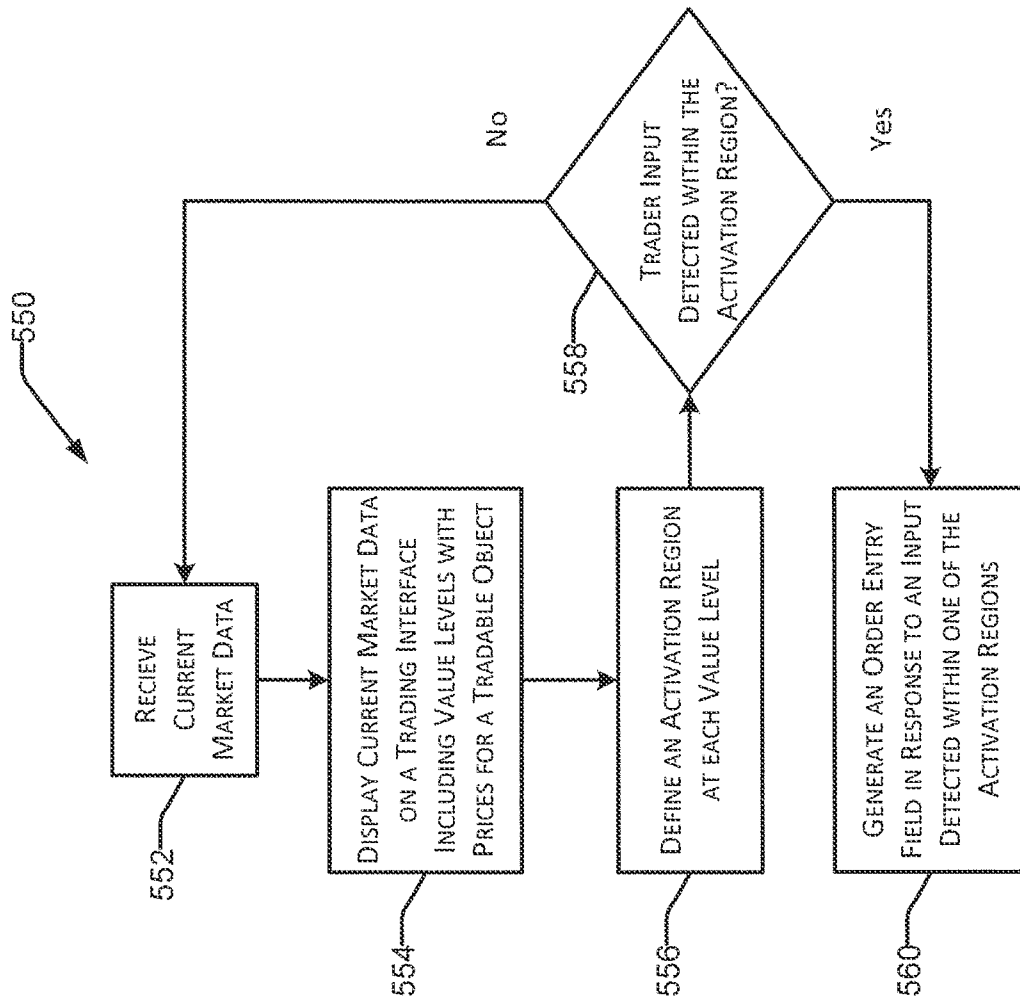 550
552
RECIEVE
CURRENT
MARKET DATA
554
DISPLAY CURRENT MARKET DATA
ON A TRADING INTERFACE
INCLUDING VALUE LEVELS WITH
PRICES FOR A TRADABLE OBJECT
556
DEFINE AN ACTIVATION REGION
AT EACH VALUE LEVEL
558
TRADER INPUT
DETECTED WITHIN THE
ACTIVATION REGION?
No
Yes
560
GENERATE AN ORDER ENTRY
FIELD IN RESPONSE TO AN INPUT
DETECTED WITHIN ONE OF THE
ACTIVATION REGIONS